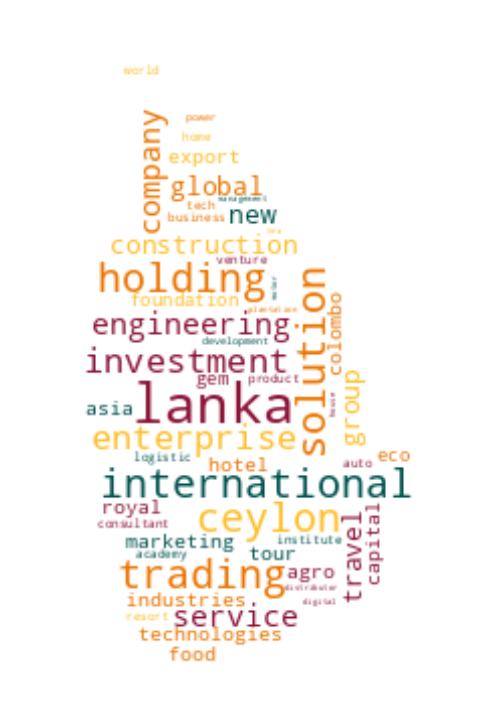 world
company
power
home
export
global
management
tech
business
new
construction
venture
holding
solution
foundation
plantation
colombo
engineering
development
investment
gem
product
group
lanka
house
asia
enterprise
logistic
hotel
auto
eco
international
royal
ceylon
consultant
travel
capital
marketing
institute
academy
tour
trading
agro
distributor
industries
digital
resort
service
technologies
food